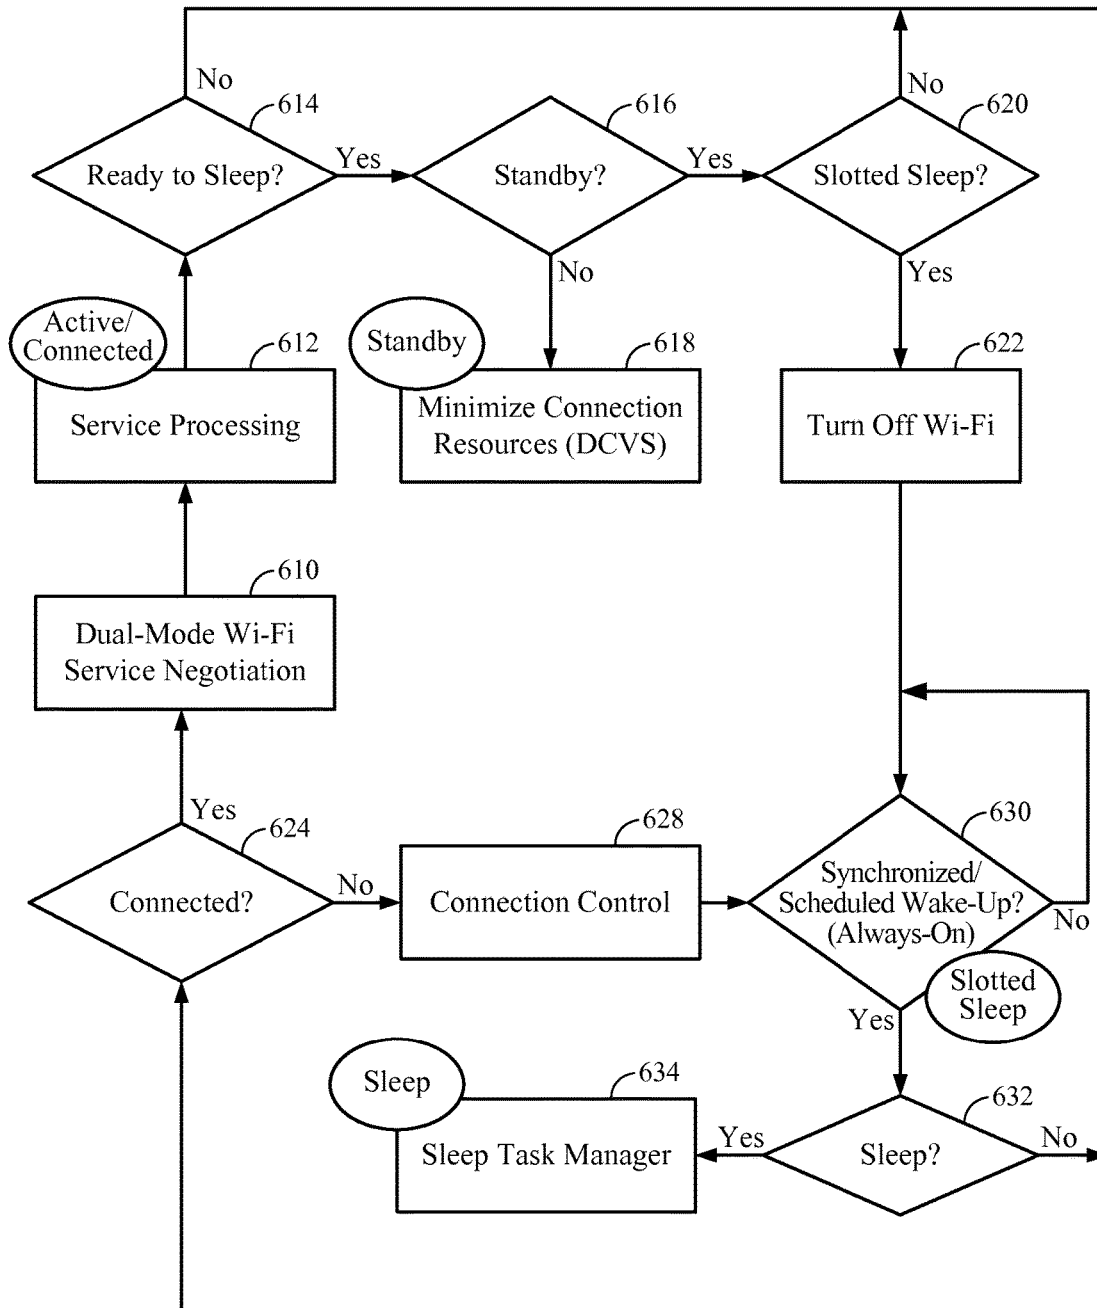 No
614
Ready to Sleep?
Yes
616
Standby?
Yes
No
620
Slotted Sleep?
No
Yes
Active/
Connected
612
Service Processing
Standby
618
Minimize Connection
Resources (DCVS)
622
Turn Off Wi-Fi
610
Dual-Mode Wi-Fi
Service Negotiation
Yes
624
Connected?
No
628
Connection Control
630
Synchronized/
Scheduled Wake-Up?
(Always-On)
No
Slotted
Sleep
Yes
Sleep
634
Sleep Task Manager
Yes
632
Sleep?
No